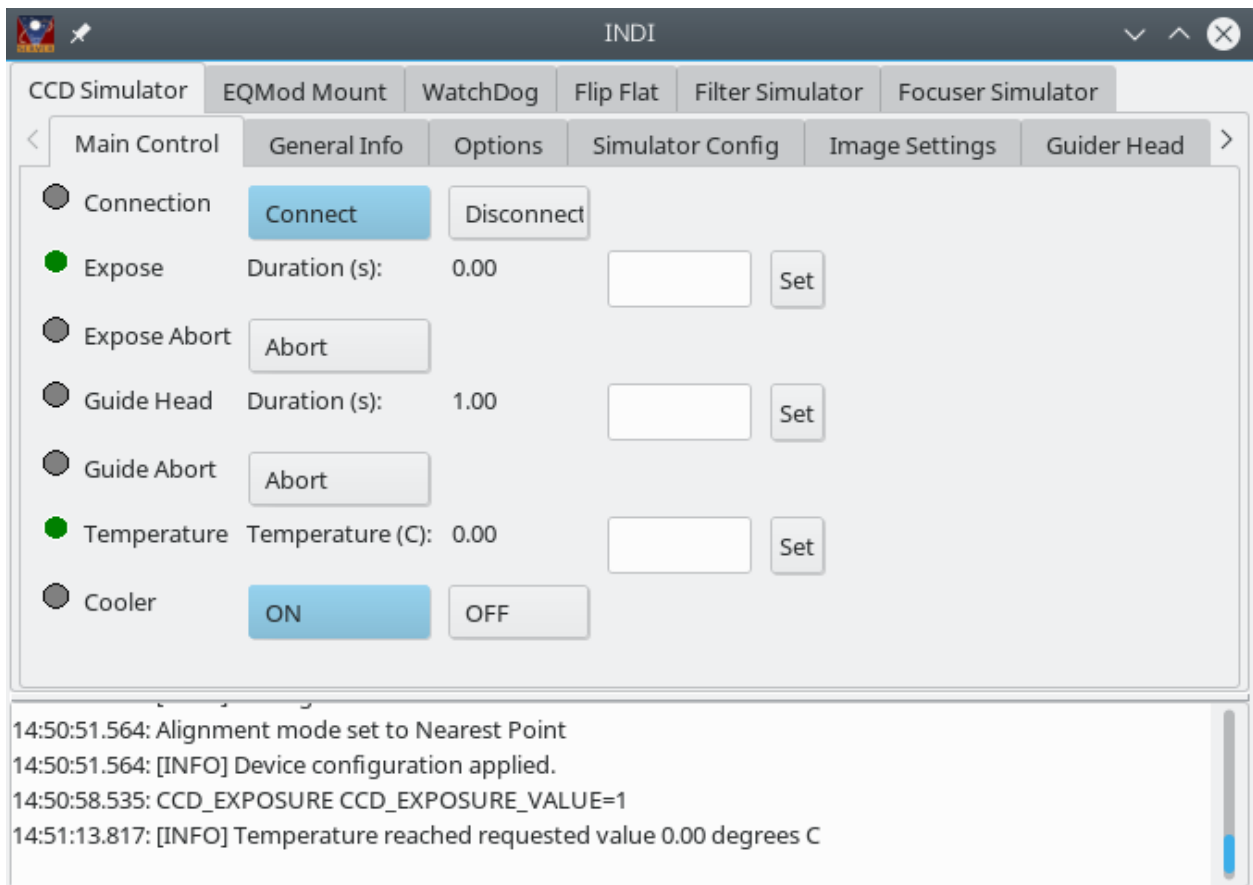 INDI
CCD Simulator EQMod Mount WatchDog Flip Flat Filter Simulator Focuser Simulator
Main Control General Info Options Simulator Config Image Settings Guider Head
Connection Connect Disconnect
Expose Duration (s): 0.00 Set
Expose Abort Abort
Guide Head Duration (s): 1.00 Set
Guide Abort Abort
Temperature Temperature (C): 0.00 Set
Cooler ON OFF
14:50:51.564: Alignment mode set to Nearest Point
14:50:51.564: [INFO] Device configuration applied.
14:50:58.535: CCD_EXPOSURE CCD_EXPOSURE_VALUE=1
14:51:13.817: [INFO] Temperature reached requested value 0.00 degrees C